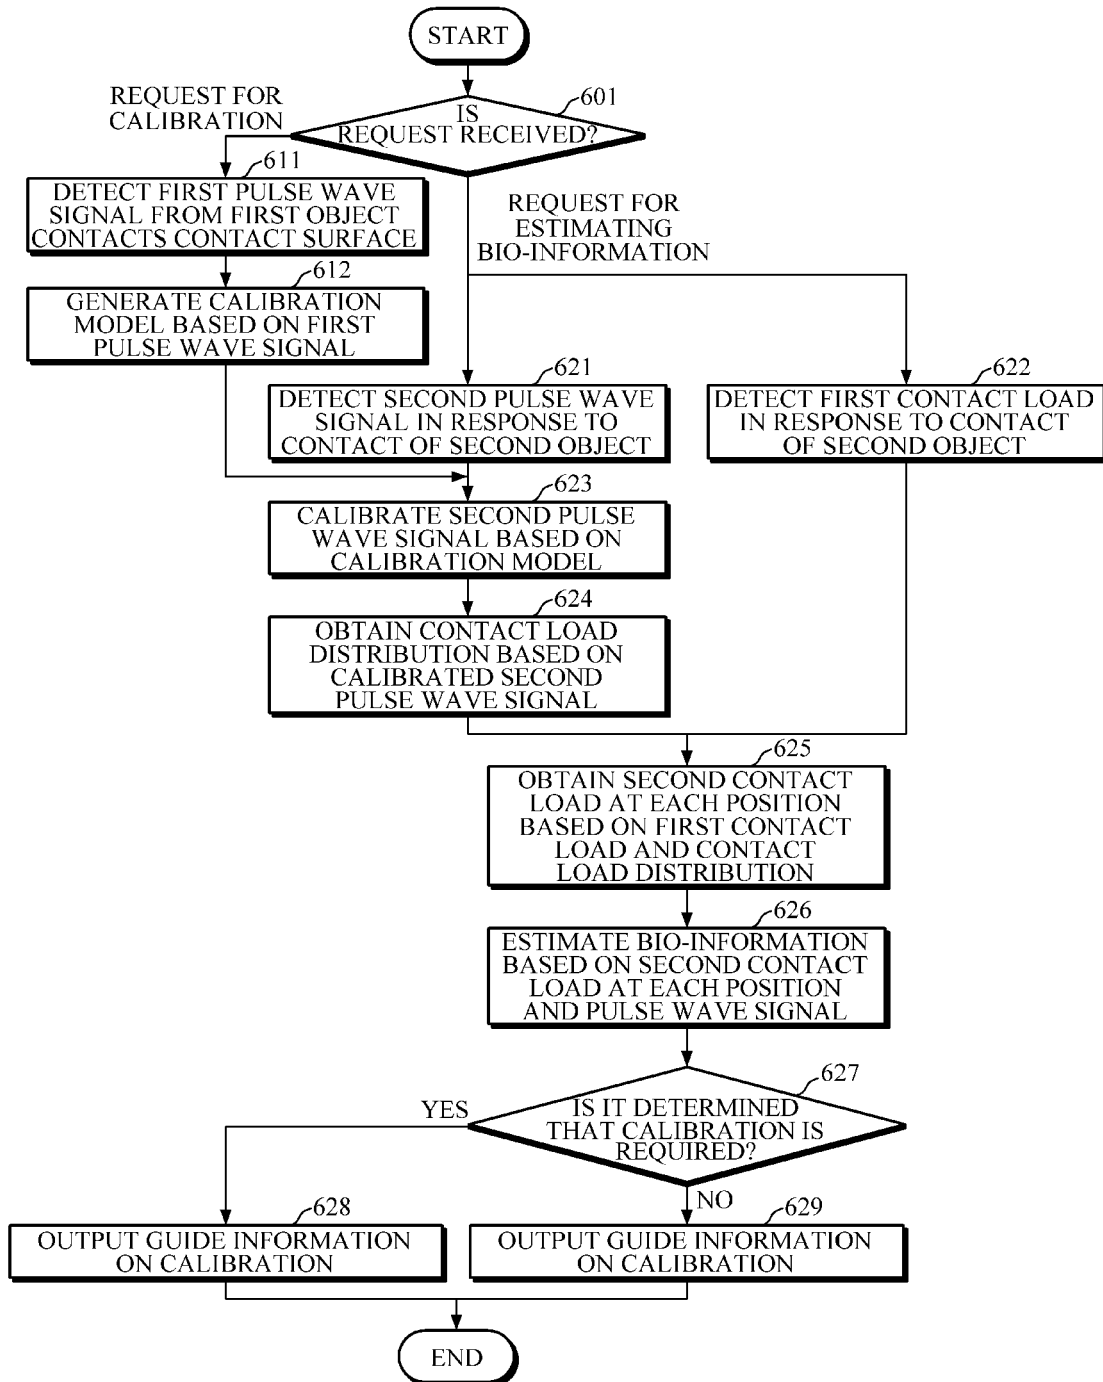 START
601
IS
REQUEST RECEIVED?
REQUEST FOR
CALIBRATION
611
DETECT FIRST PULSE WAVE
SIGNAL FROM FIRST OBJECT
CONTACTS CONTACT SURFACE
REQUEST FOR
ESTIMATING
BIO-INFORMATION
612
GENERATE CALIBRATION
MODEL BASED ON FIRST
PULSE WAVE SIGNAL
621
DETECT SECOND PULSE WAVE
SIGNAL IN RESPONSE TO
CONTACT OF SECOND OBJECT
622
DETECT FIRST CONTACT LOAD
IN RESPONSE TO CONTACT
OF SECOND OBJECT
623
CALIBRATE SECOND PULSE
WAVE SIGNAL BASED ON
CALIBRATION MODEL
624
OBTAIN CONTACT LOAD
DISTRIBUTION BASED ON
CALIBRATED SECOND
PULSE WAVE SIGNAL
625
OBTAIN SECOND CONTACT
LOAD AT EACH POSITION
BASED ON FIRST CONTACT
LOAD AND CONTACT
LOAD DISTRIBUTION
626
ESTIMATE BIO-INFORMATION
BASED ON SECOND CONTACT
LOAD AT EACH POSITION
AND PULSE WAVE SIGNAL
627
IS IT DETERMINED
THAT CALIBRATION IS
REQUIRED?
YES
NO
628
OUTPUT GUIDE INFORMATION
ON CALIBRATION
629
OUTPUT GUIDE INFORMATION
ON CALIBRATION
END